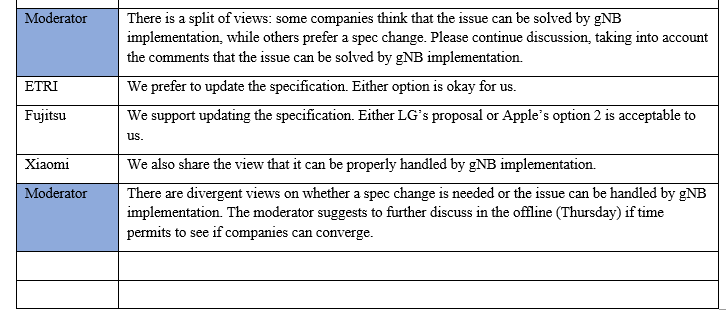 Moderator
There is a split of views: some companies think that the issue can be solved by gNB
implementation, while others prefer a spec change. Please continue discussion, taking into account
the comments that the issue can be solved by gNB implementation.
ETRI
We prefer to update the specification. Either option is okay for us.
Fujitsu
We support updating the specification. Either LG's proposal or Apple's option 2 is acceptable to
us.
Xiaomi
We also share the view that it can be properly handled by gNB implementation.
Moderator
There are divergent views on whether a spec change is needed or the issue can be handled by gNB
implementation. The moderator suggests to further discuss in the offline (Thursday) if time
permits to see if companies can converge.